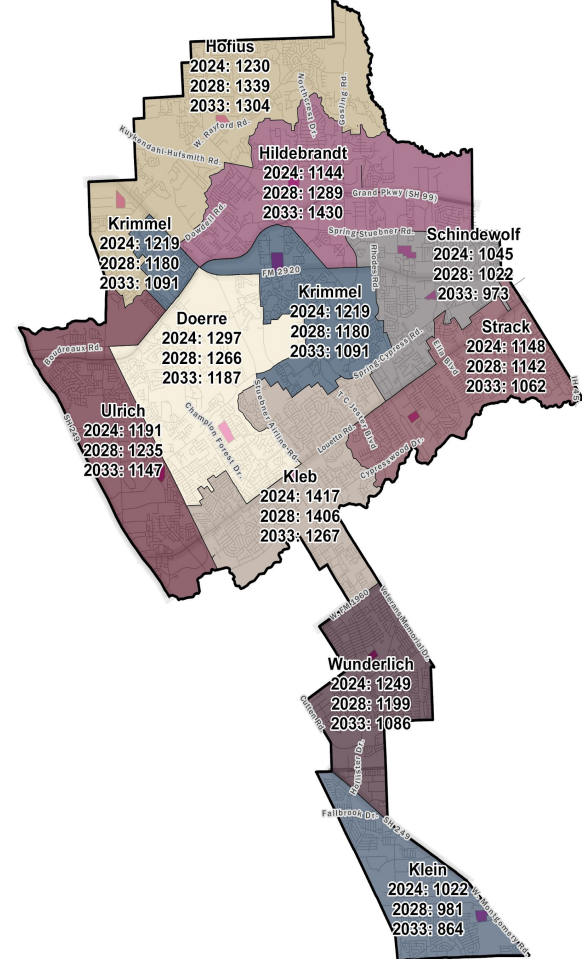 Hofius
2024: 1230
2028: 1339
2033: 1304
Gosling Rd.
Northcrest Dr.
W. Rayford Rd.
Kuykendahl-Hufsmith Rd.
Hildebrandt
2024: 1144
2028: 1289
2033: 1430
Grand Pkwy (SH 99)
Dowdell Rd.
Krimmel
2024: 1219
2028: 1180
2033: 1091
Spring Stuebner Rd.
Schindewolf
2024: 1045
2028: 1022
2033: 973
Rhodes Rd.
FM 2920
Krimmel
2024: 1219
2028: 1180
2033: 1091
Doerre
2024: 1297
2028: 1266
2033: 1187
Strack
2024: 1148
2028: 1142
2033: 1062
Boudreaux Rd.
Spring Cypress Rd.
Ella Blvd
IH 45
Ulrich
2024: 1191
2028: 1235
2033: 1147
SH 249
Champion Forest Dr.
Stuebner Airline Rd.
T.C. Jester Blvd
Louetta Rd.
Cypresswood Dr.
Kleb
2024: 1417
2028: 1406
2033: 1267
W. FM 1960
Veterans Memorial Dr.
Wunderlich
2024: 1249
2028: 1199
2033: 1086
Cutten Rd.
Hollister Dr.
Fallbrook Dr.
SH 249
Klein
2024: 1022
2028: 981
2033: 864
W. Montgomery Rd.